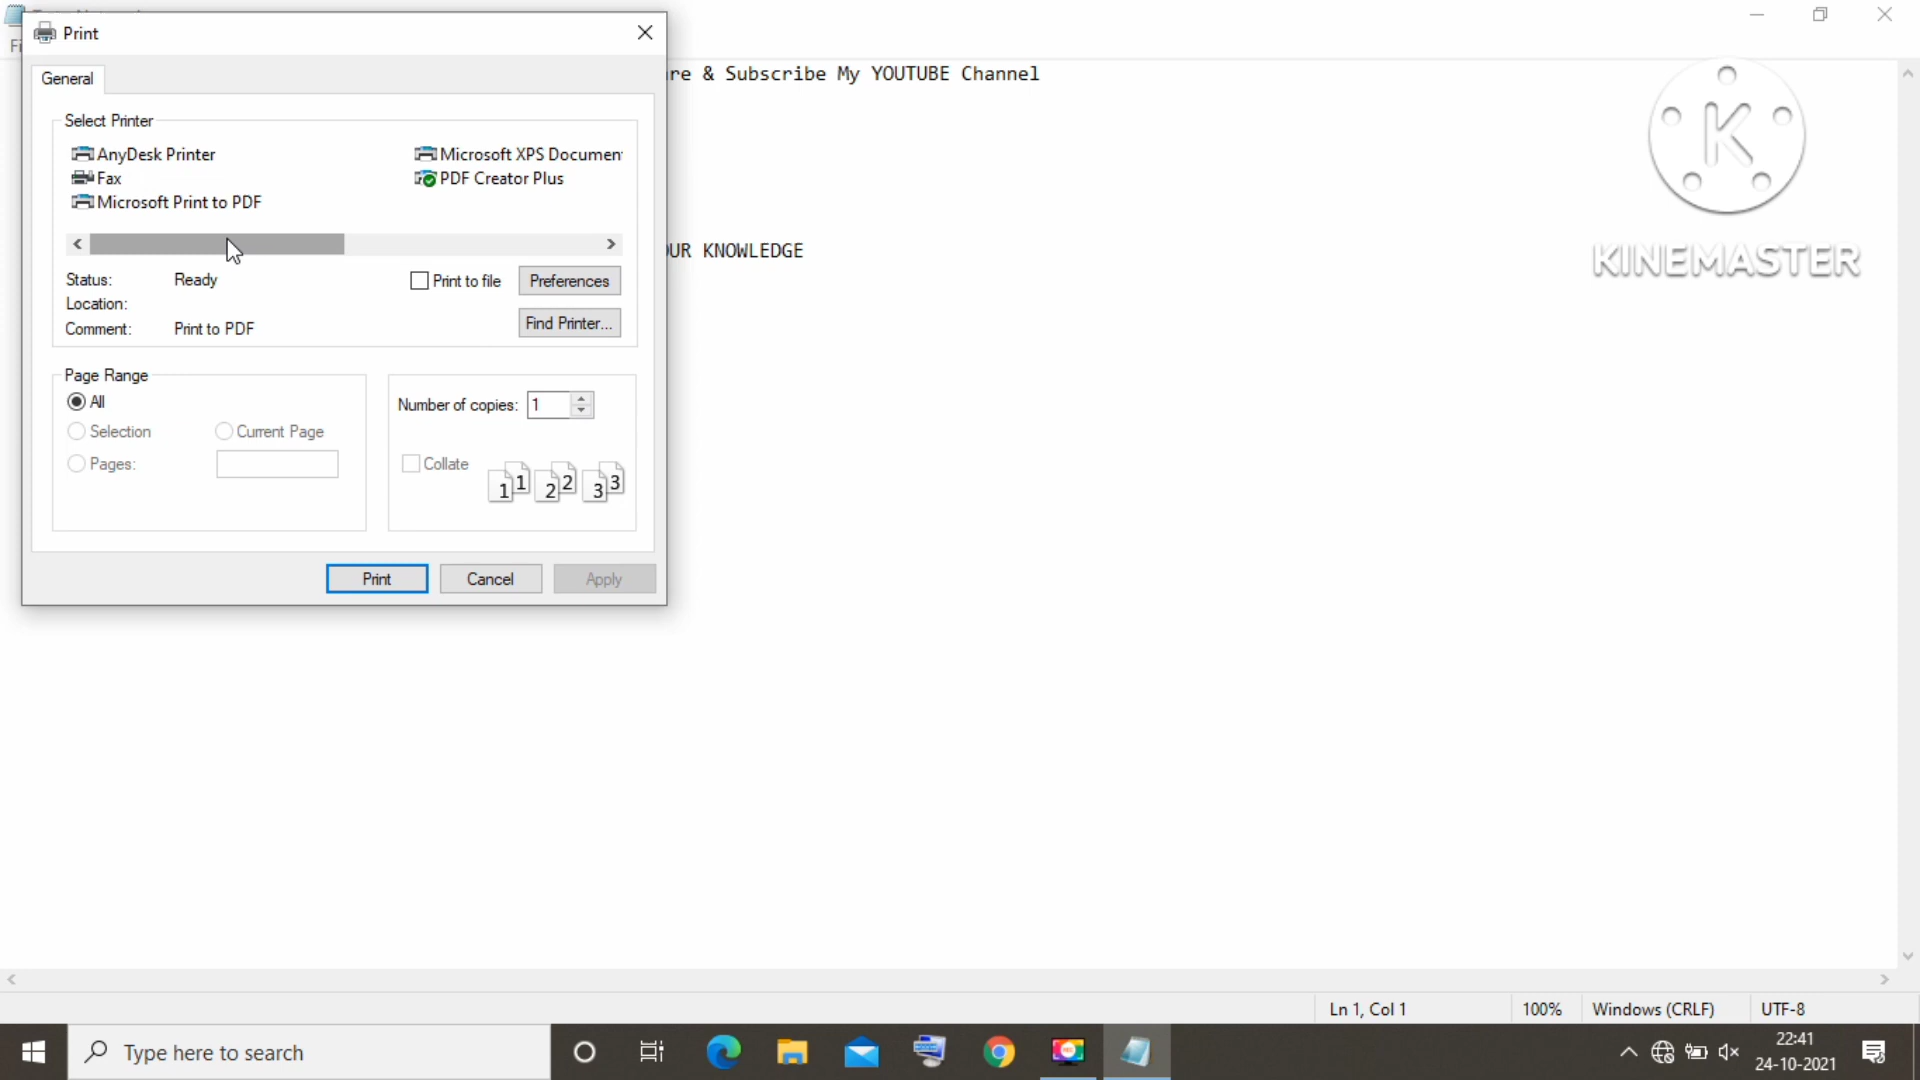 Print
Fi
General
re & Subscribe My YOUTUBE Channel
Select Printer
AnyDesk Printer
Microsoft XPS Documen
Fax
PDF Creator Plus
Microsoft Print to PDF
UR KNOWLEDGE
KINEMASTER
Status: Ready
Print to file
Preferences
Location:
Comment: Print to PDF
Find Printer...
Page Range
All
Number of copies: 1
Selection
Current Page
Pages:
Collate
1 1 2 2 3 3
Print
Cancel
Apply
Ln 1, Col 1
100%
Windows (CRLF)
UTF-8
Type here to search
22:41
24-10-2021